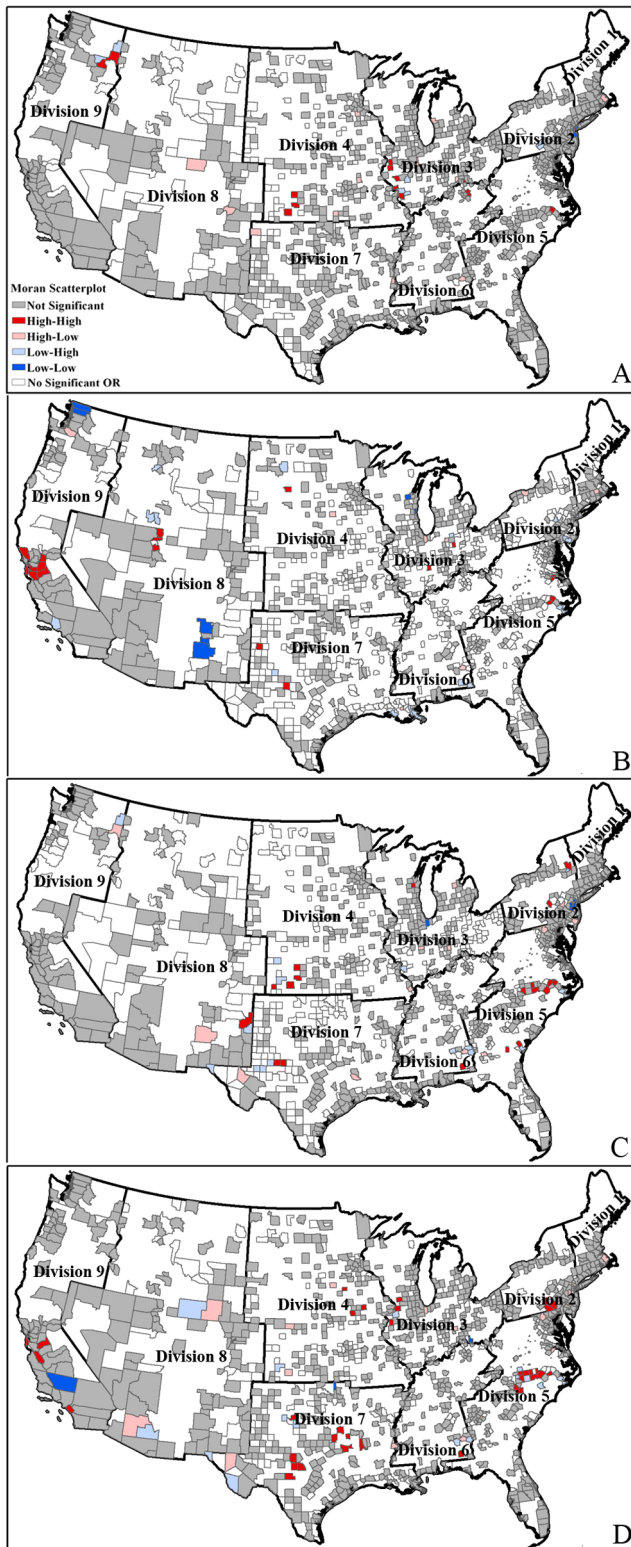 Division 1
Division 9
Division 2
Division 4
Division 3
Division 8
Division 5
Division 7
Division 6
Moran Scatterplot
Not Significant
High-High
High-Low
Low-High
Low-Low
No Significant OR
A
Division 1
Division 9
Division 2
Division 4
Division 3
Division 8
Division 5
Division 7
Division 6
B
Division 1
Division 9
Division 2
Division 4
Division 3
Division 8
Division 5
Division 7
Division 6
C
Division 1
Division 9
Division 2
Division 4
Division 3
Division 8
Division 5
Division 7
Division 6
D